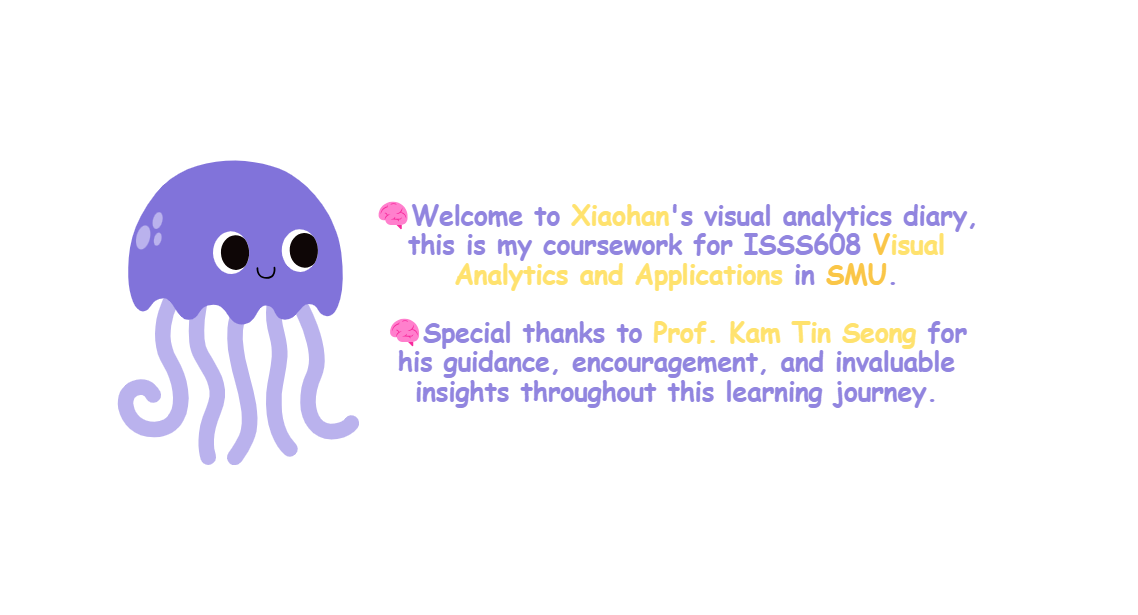 🧠Welcome to Xiaohan's visual analytics diary,
this is my coursework for ISSS608 Visual
Analytics and Applications in SMU.
🧠Special thanks to Prof. Kam Tin Seong for
his guidance, encouragement, and invaluable
insights throughout this learning journey.